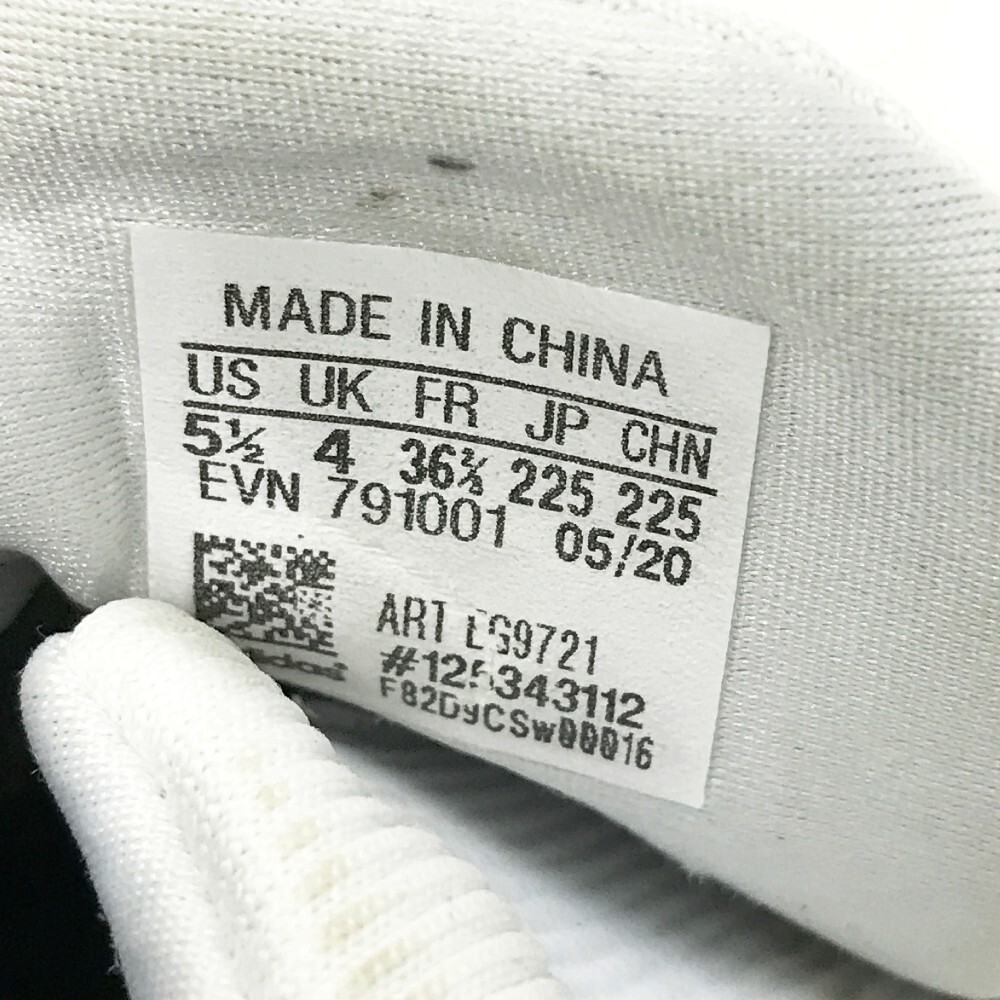 MADE IN CHINA
US UK FR JP CHN
5½ 4 36⅔ 225 225
EVN 791001 05/20
ART EG9721
#125343112
F82D9CSw00016